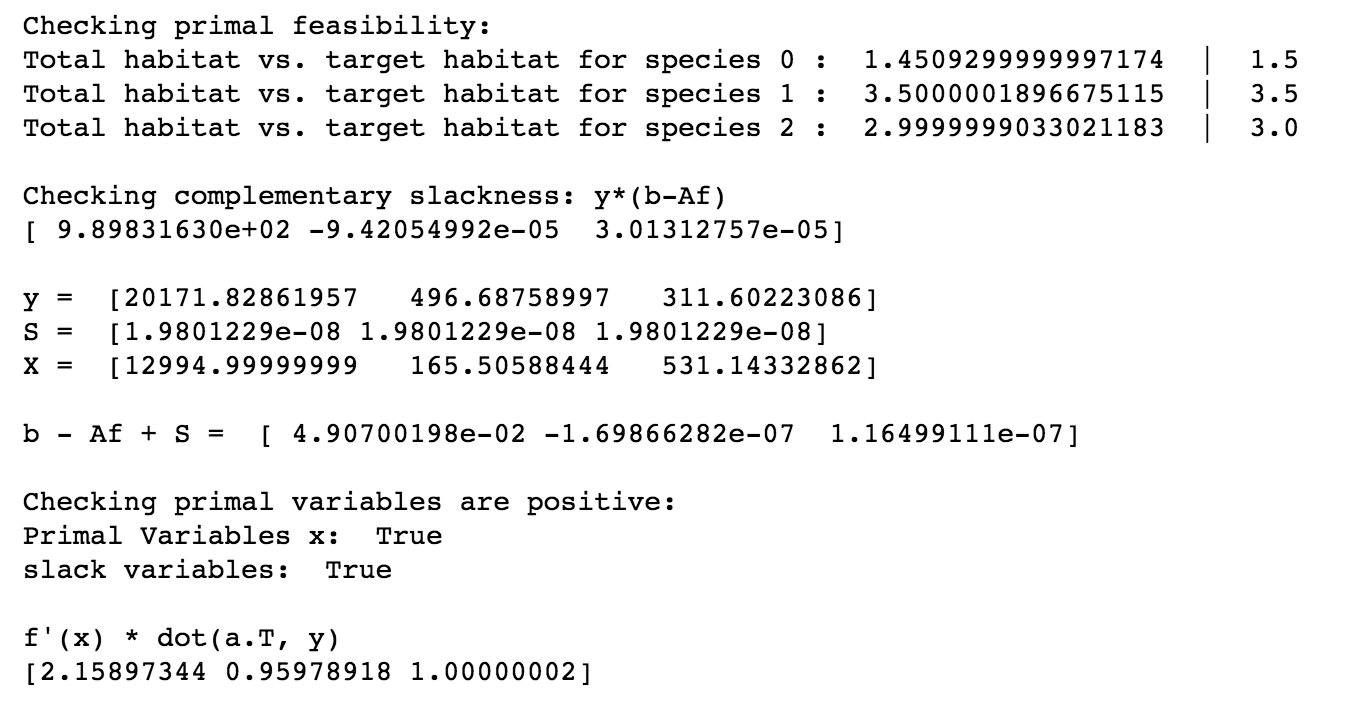 Checking primal feasibility:
Total habitat vs. target habitat for species 0 :  1.4509299999997174  |  1.5
Total habitat vs. target habitat for species 1 :  3.5000001896675115  |  3.5
Total habitat vs. target habitat for species 2 :  2.9999999033021183  |  3.0
Checking complementary slackness: y*(b-Af)
[ 9.89831630e+02 -9.42054992e-05  3.01312757e-05]
y =  [20171.82861957   496.68758997   311.60223086]
S =  [1.9801229e-08 1.9801229e-08 1.9801229e-08]
X =  [12994.99999999   165.50588444   531.14332862]
b - Af + S =  [ 4.90700198e-02 -1.69866282e-07  1.16499111e-07]
Checking primal variables are positive:
Primal Variables x:  True
slack variables:  True
f'(x) * dot(a.T, y)
[2.15897344 0.95978918 1.00000002]